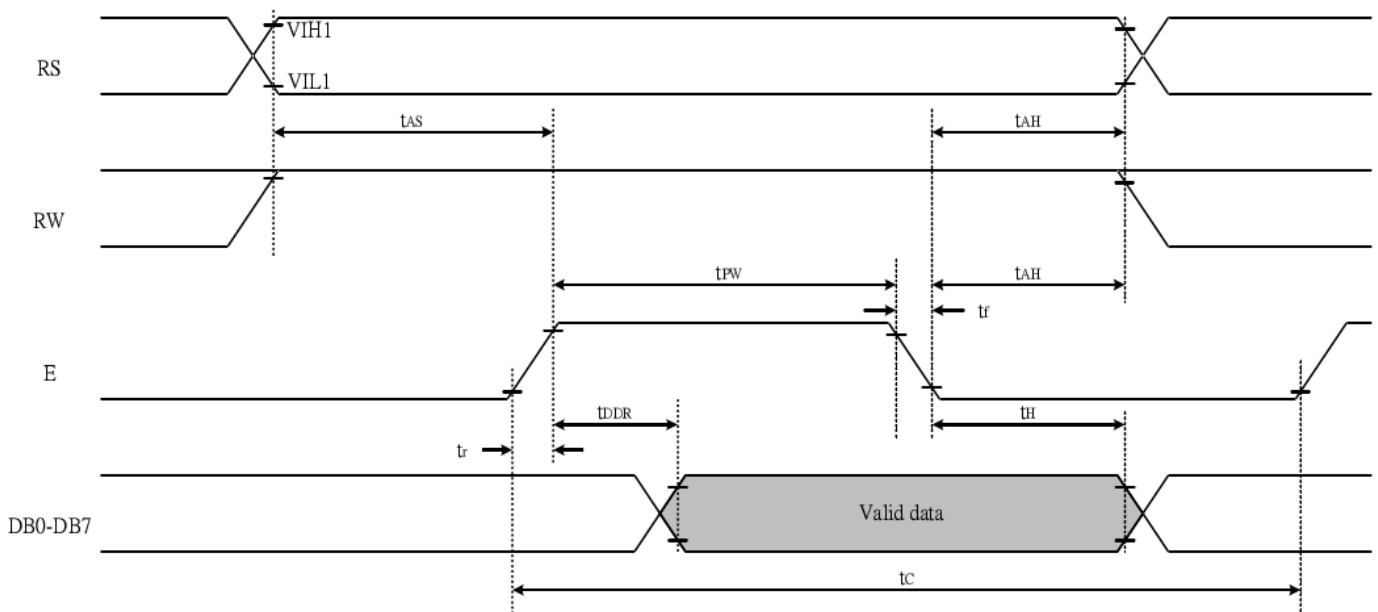 VIH1
RS
VIL1
tAS
tAH
RW
tPW
tAH
tf
E
tDDR
tH
tr
Valid data
DB0-DB7
tC